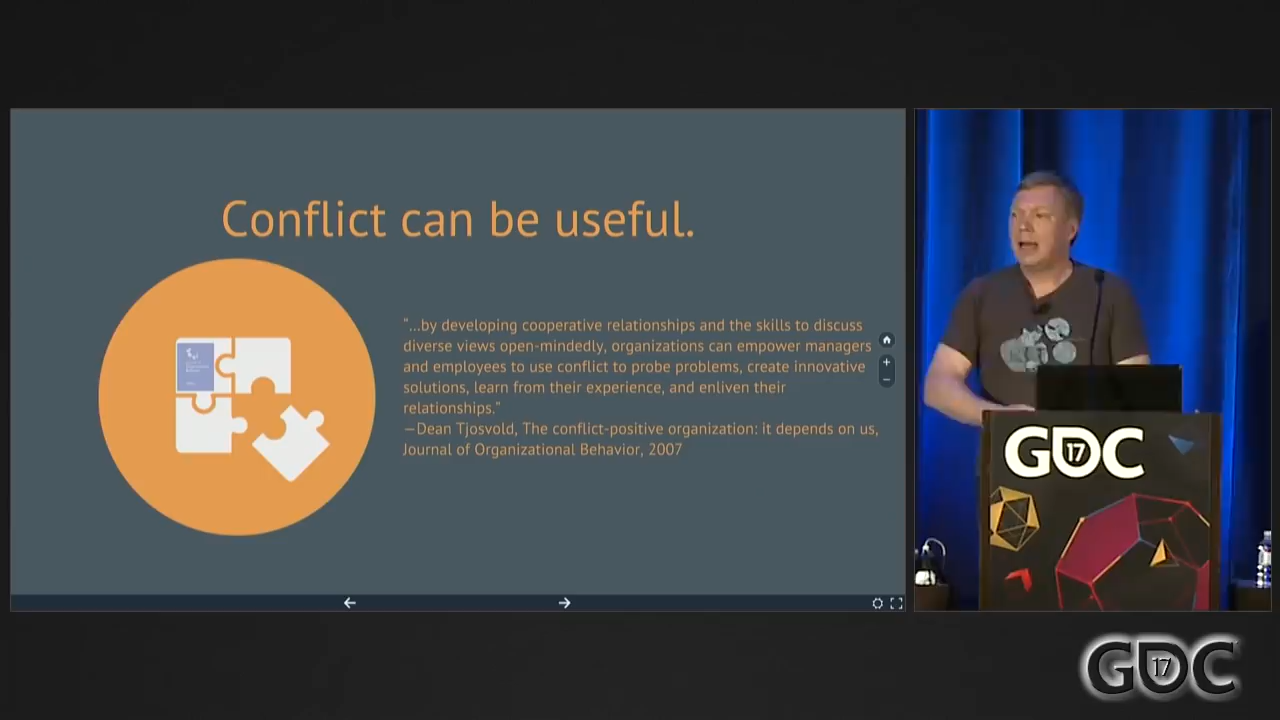 Conflict can be useful.
"...by developing cooperative relationships and the skills to discuss
diverse views open-mindedly, organizations can empower managers
and employees to use conflict to probe problems, create innovative
solutions, learn from their experience, and enliven their
relationships."
—Dean Tjosvold, The conflict-positive organization: it depends on us,
Journal of Organizational Behavior, 2007
GDC 17
GDC 17